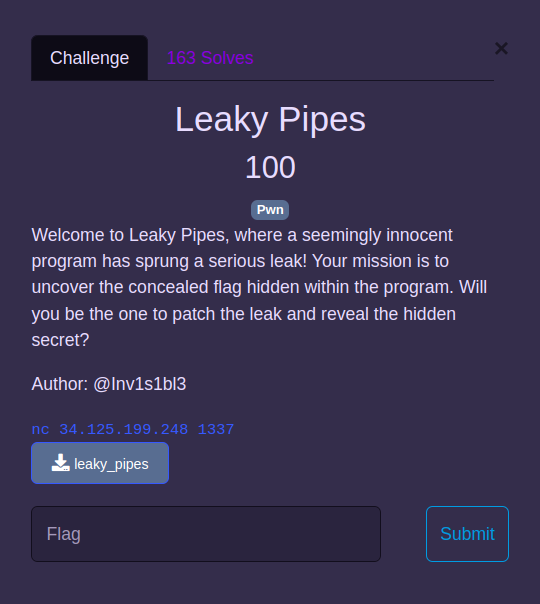 Challenge
163 Solves
×
Leaky Pipes
100
Pwn
Welcome to Leaky Pipes, where a seemingly innocent
program has sprung a serious leak! Your mission is to
uncover the concealed flag hidden within the program. Will
you be the one to patch the leak and reveal the hidden
secret?
Author: @Inv1s1bl3
nc 34.125.199.248 1337
leaky_pipes
Flag
Submit